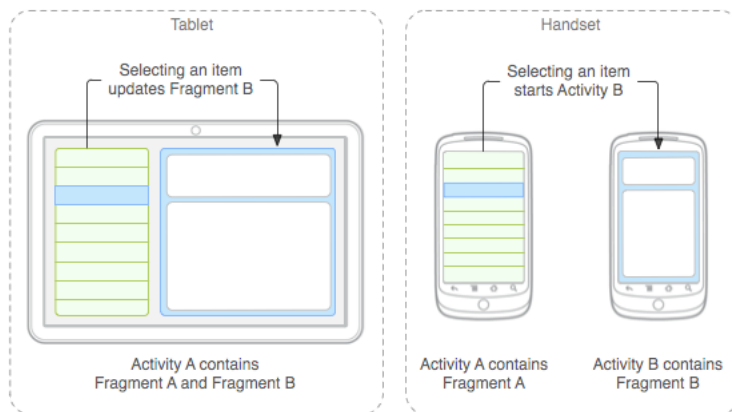 Tablet
Selecting an item
updates Fragment B
Activity A contains
Fragment A and Fragment B
Handset
Selecting an item
starts Activity B
Activity A contains
Fragment A
Activity B contains
Fragment B